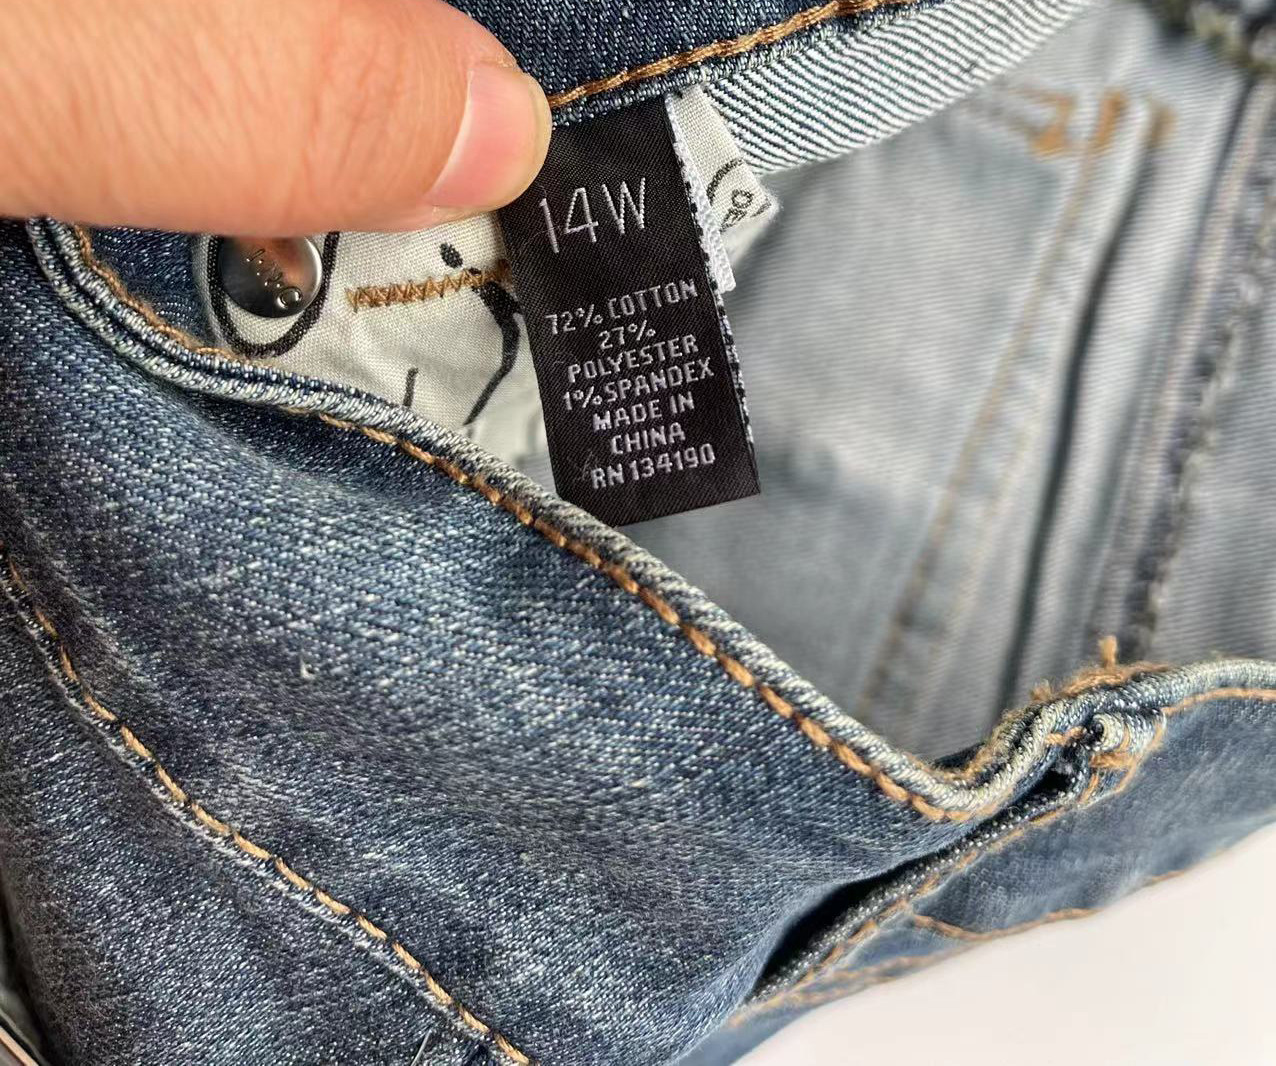 14W
72% COTTON
27%
POLYESTER
1% SPANDEX
MADE IN
CHINA
RN 134190